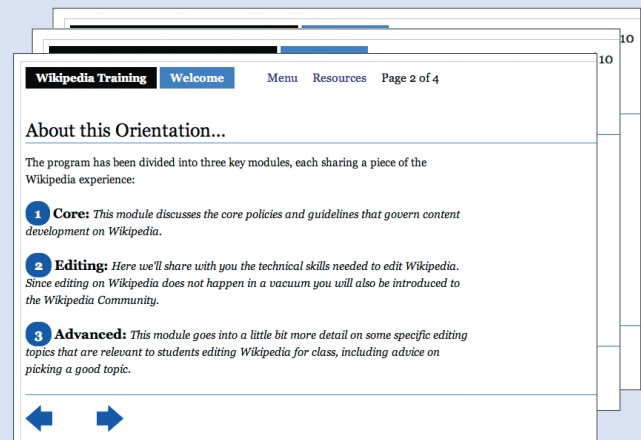 10
10
Wikipedia Training Welcome Menu Resources Page 2 of 4
About this Orientation...
The program has been divided into three key modules, each sharing a piece of the
Wikipedia experience:
1 Core: This module discusses the core policies and guidelines that govern content
development on Wikipedia.
2 Editing: Here we'll share with you the technical skills needed to edit Wikipedia.
Since editing on Wikipedia does not happen in a vacuum you will also be introduced to
the Wikipedia Community.
3 Advanced: This module goes into a little bit more detail on some specific editing
topics that are relevant to students editing Wikipedia for class, including advice on
picking a good topic.